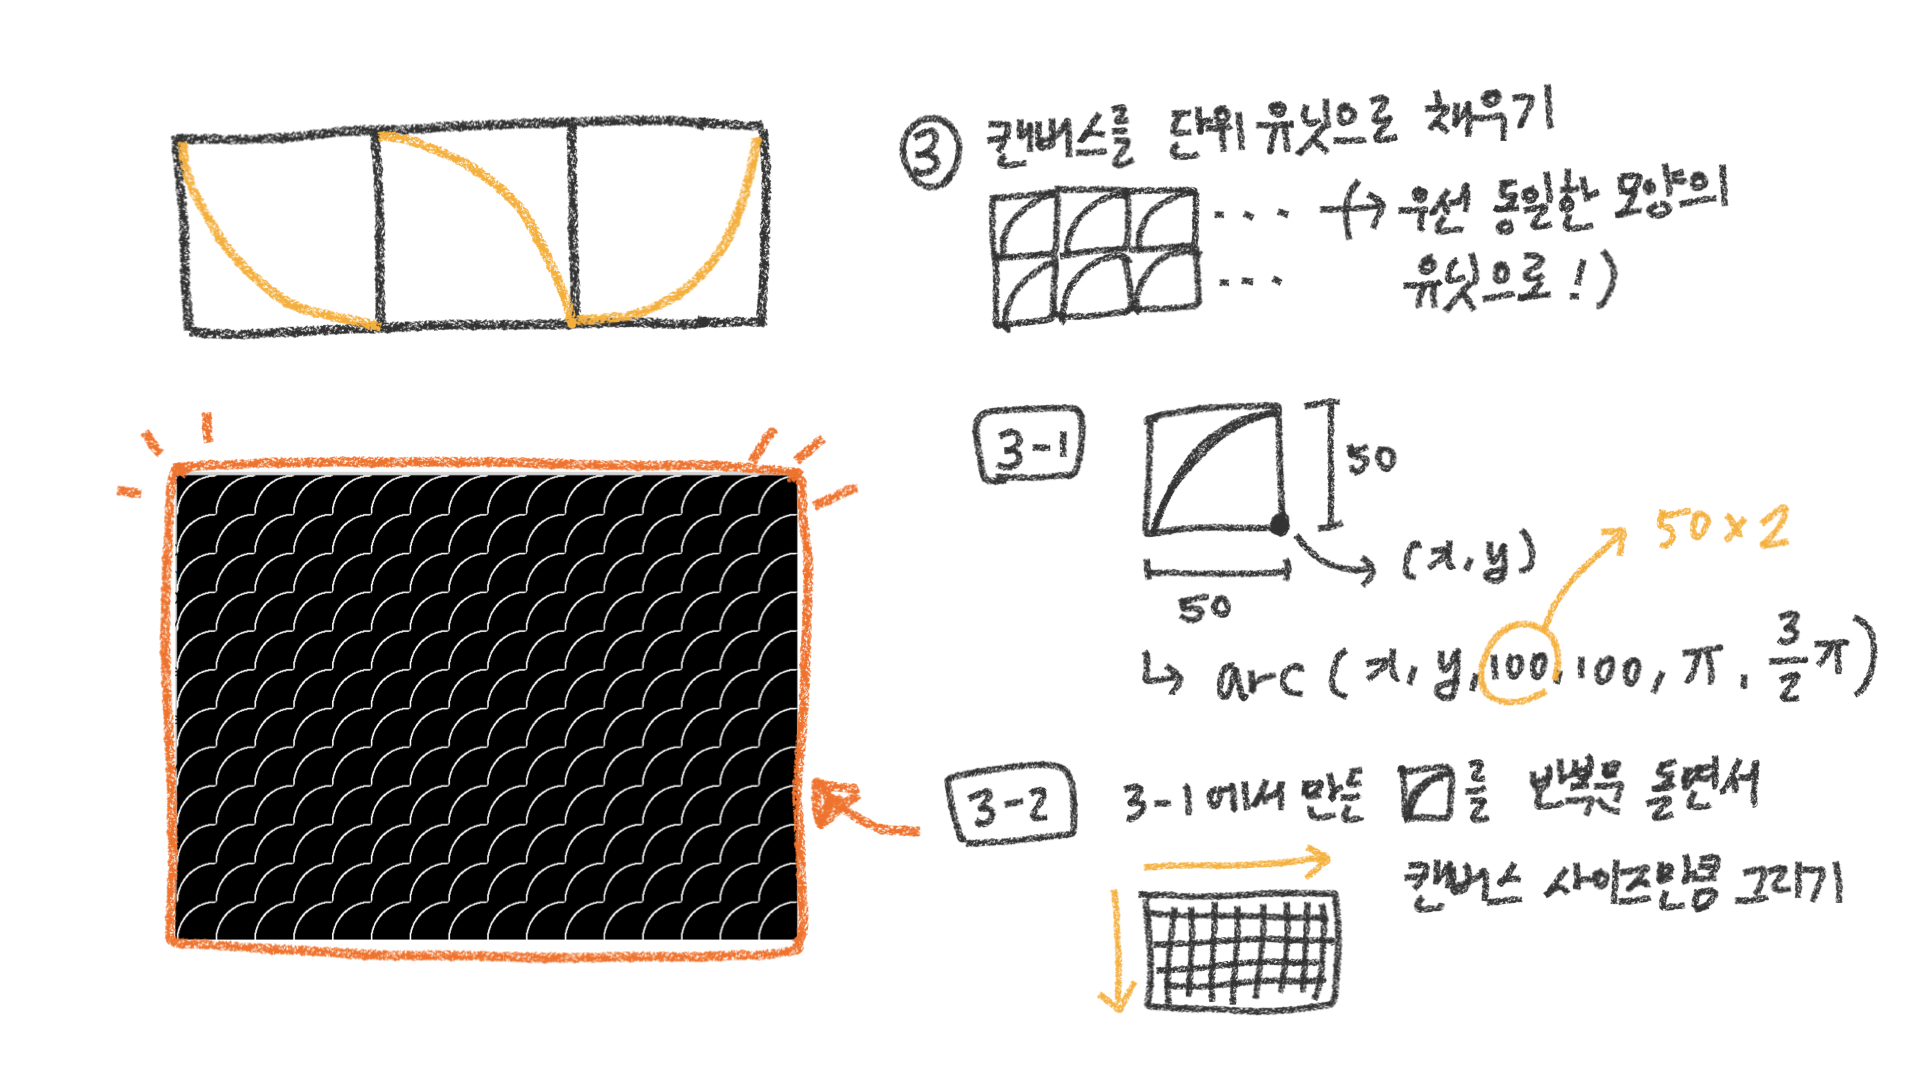 ③ 캔버스를 단위 유닛으로 채우기
··· (→ 우선 동일한 모양의
··· 유닛으로!)
3-1
50
50×2
(x,y)
50
↳ arc(x,y,100,100,π,3/2π)
3-2 3-1에서 만든 를 반복문 돌면서
캔버스 사이즈만큼 그리기